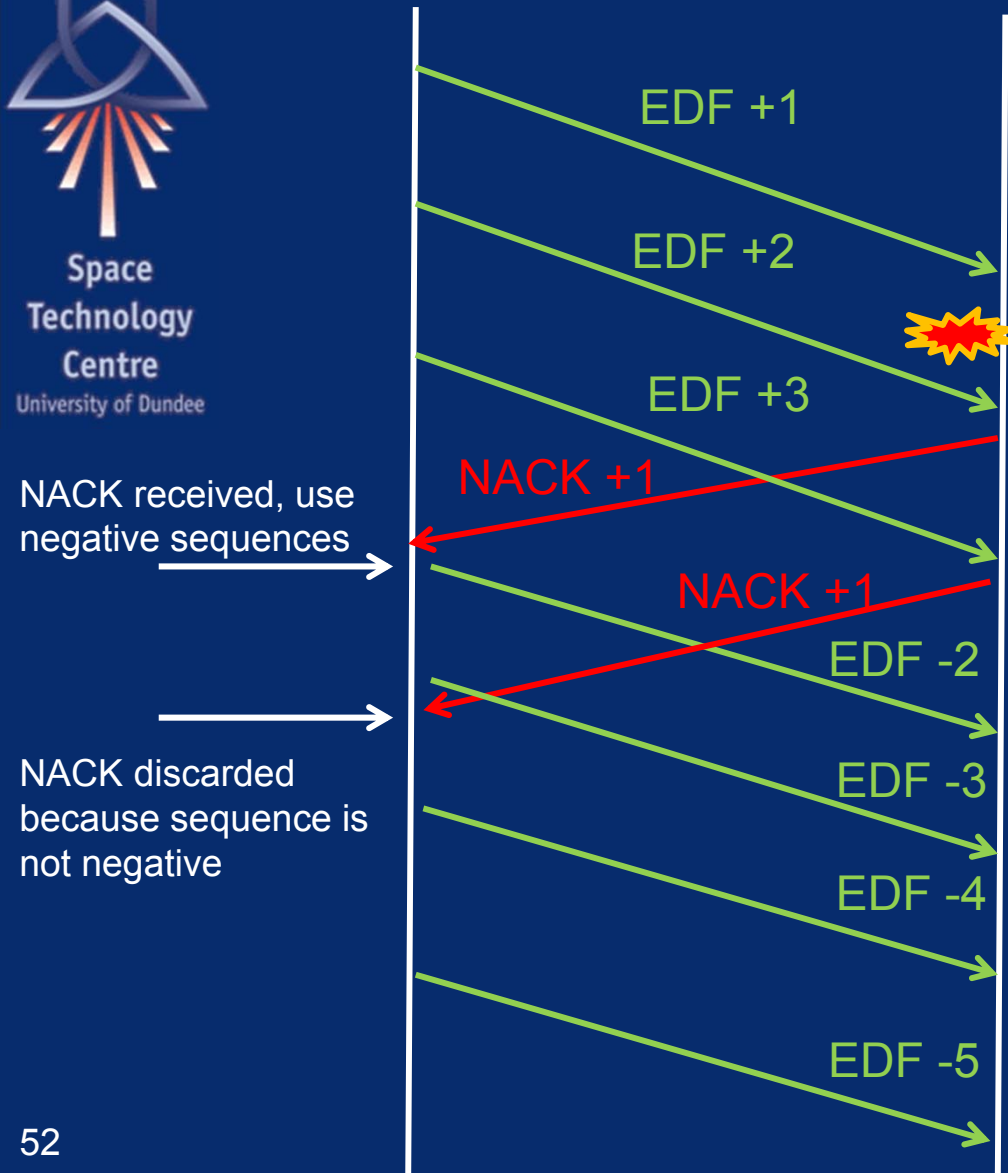 Space
Technology
Centre
University of Dundee
EDF +1
EDF +2
EDF +3
NACK +1
NACK received, use
negative sequences
NACK +1
EDF -2
NACK discarded
because sequence is
not negative
EDF -3
EDF -4
EDF -5
52